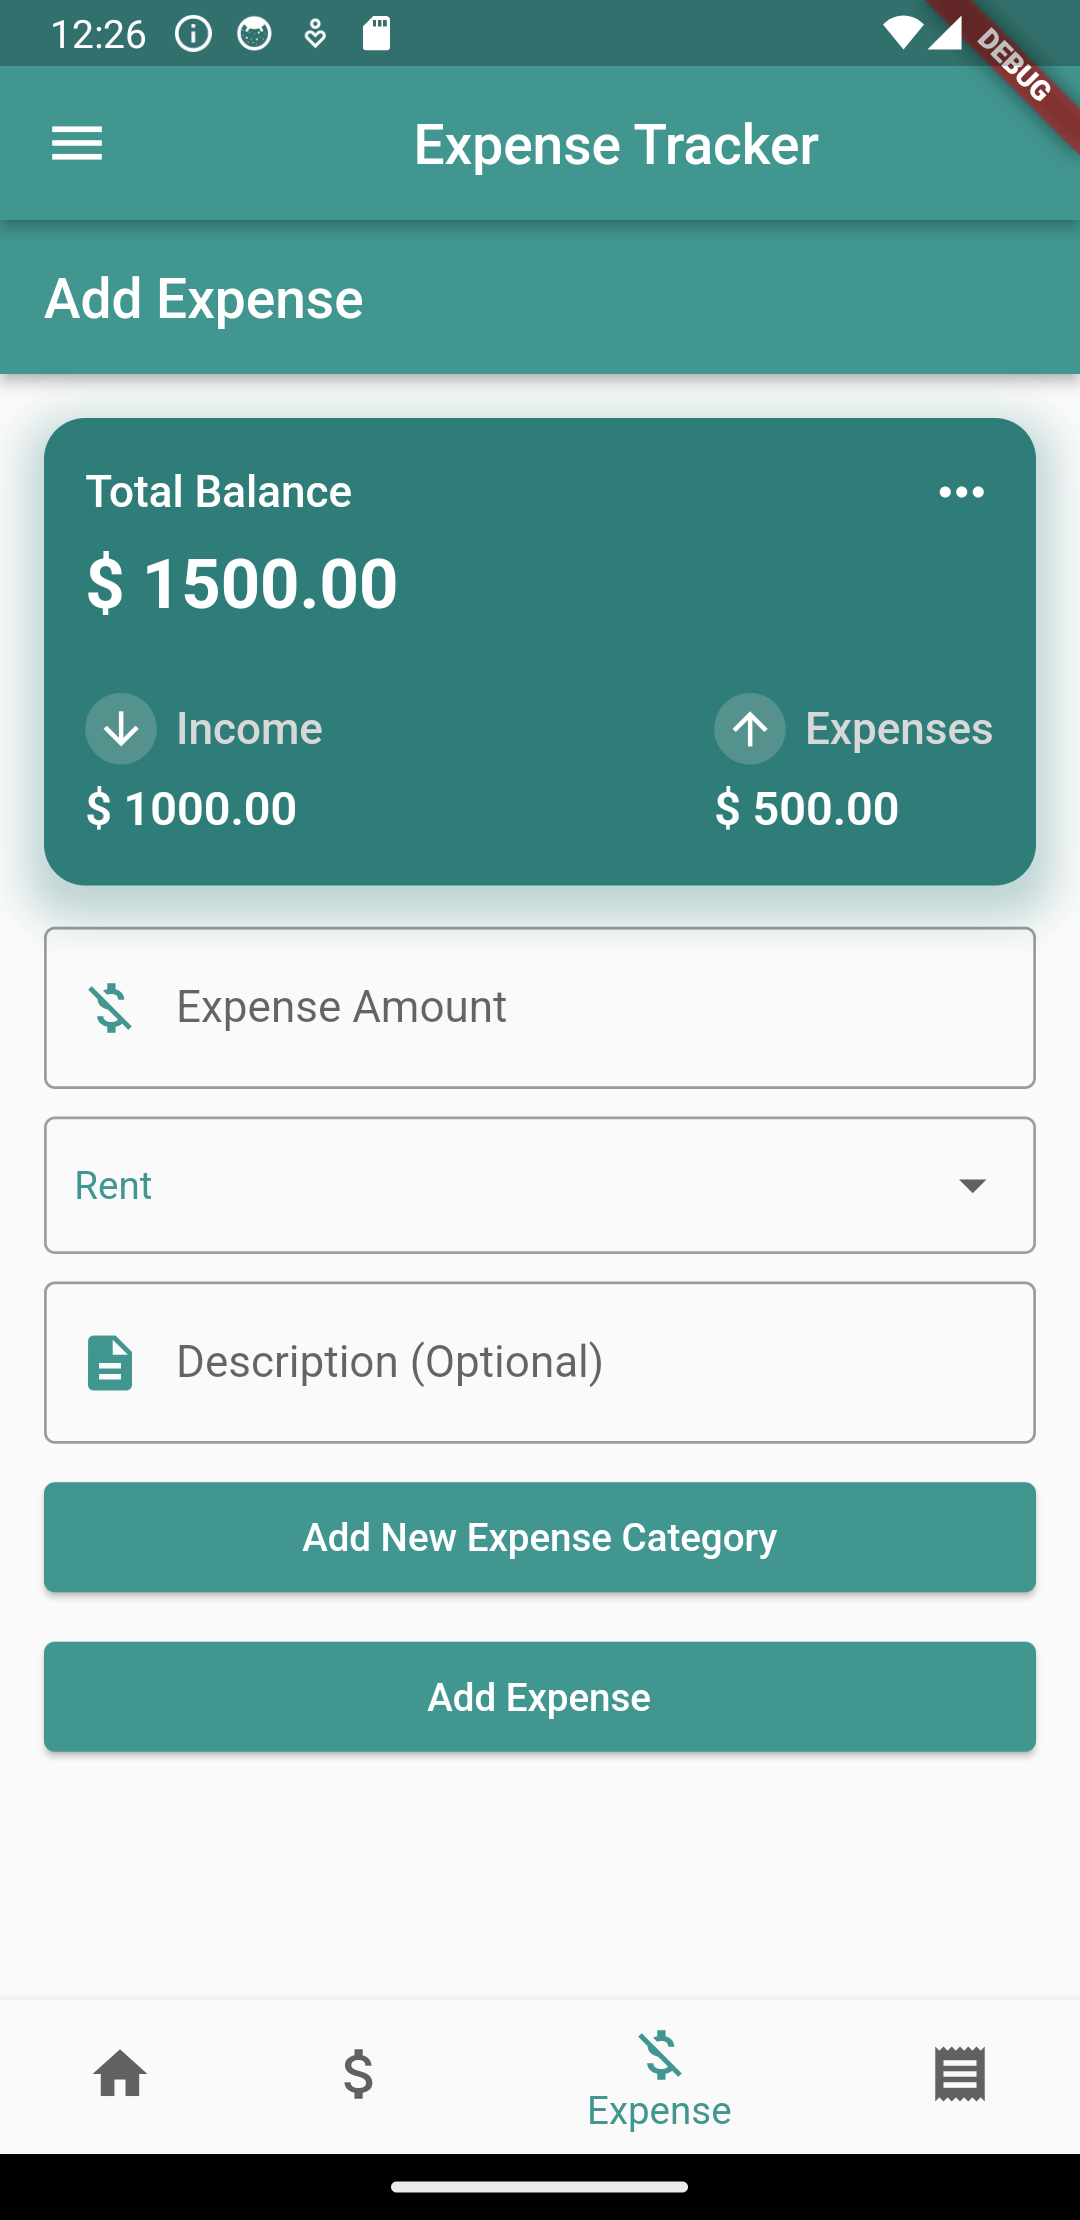 12:26
DEBUG
Expense Tracker
Add Expense
Total Balance
$ 1500.00
Income
Expenses
$ 1000.00
$ 500.00
Expense Amount
Rent
Description (Optional)
Add New Expense Category
Add Expense
Expense